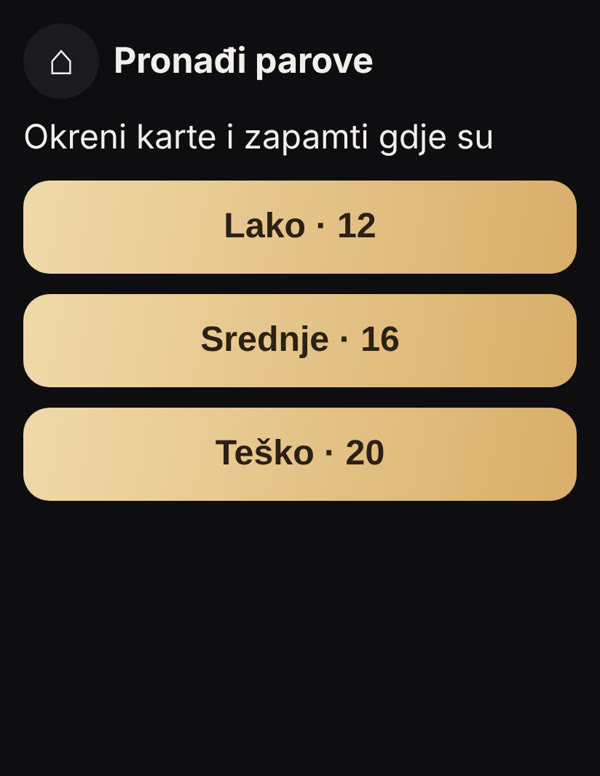 Pronađi parove
Okreni karte i zapamti gdje su
Lako · 12
Srednje · 16
Teško · 20